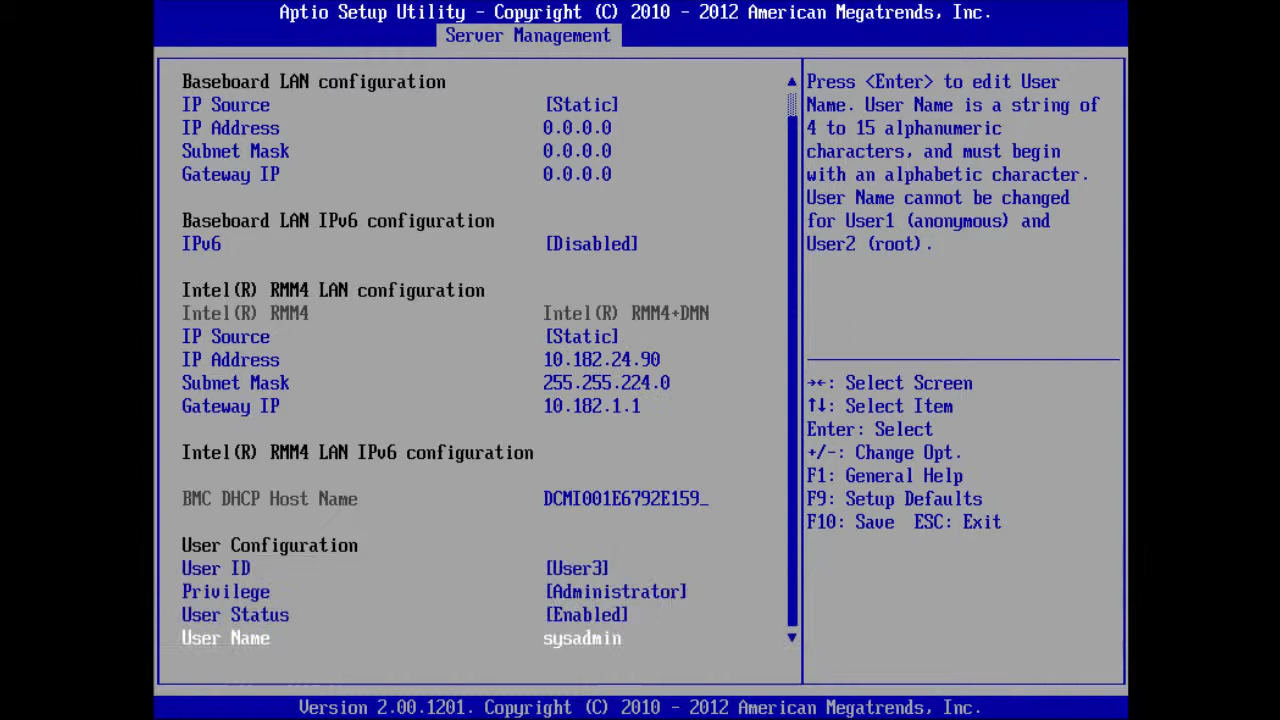 Aptio Setup Utility - Copyright (C) 2010 - 2012 American Megatrends, Inc.
Server Management
Baseboard LAN configuration
IP Source [Static]
IP Address 0.0.0.0
Subnet Mask 0.0.0.0
Gateway IP 0.0.0.0
Baseboard LAN IPv6 configuration
IPv6 [Disabled]
Intel(R) RMM4 LAN configuration
Intel(R) RMM4 Intel(R) RMM4+DMN
IP Source [Static]
IP Address 10.182.24.90
Subnet Mask 255.255.224.0
Gateway IP 10.182.1.1
Intel(R) RMM4 LAN IPv6 configuration
BMC DHCP Host Name DCMI001E6792E159_
User Configuration
User ID [User3]
Privilege [Administrator]
User Status [Enabled]
User Name sysadmin
Press <Enter> to edit User
Name. User Name is a string of
4 to 15 alphanumeric
characters, and must begin
with an alphabetic character.
User Name cannot be changed
for User1 (anonymous) and
User2 (root).
→←: Select Screen
↑↓: Select Item
Enter: Select
+/-: Change Opt.
F1: General Help
F9: Setup Defaults
F10: Save ESC: Exit
Version 2.00.1201. Copyright (C) 2010 - 2012 American Megatrends, Inc.